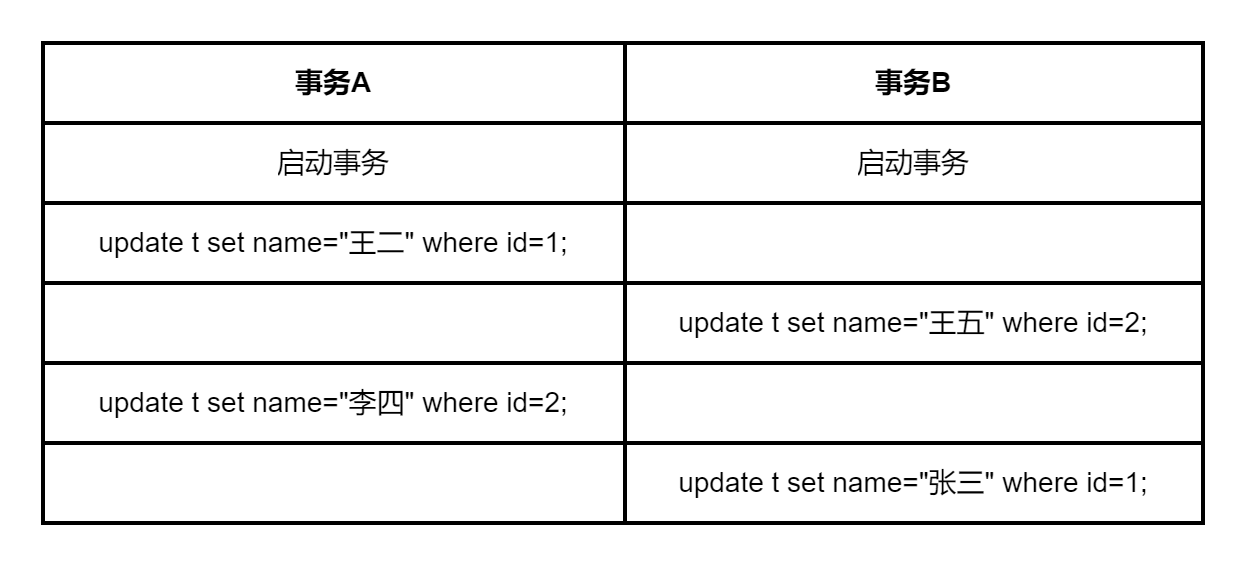 事务A
事务B
启动事务
启动事务
update t set name="王二" where id=1;
update t set name="王五" where id=2;
update t set name="李四" where id=2;
update t set name="张三" where id=1;